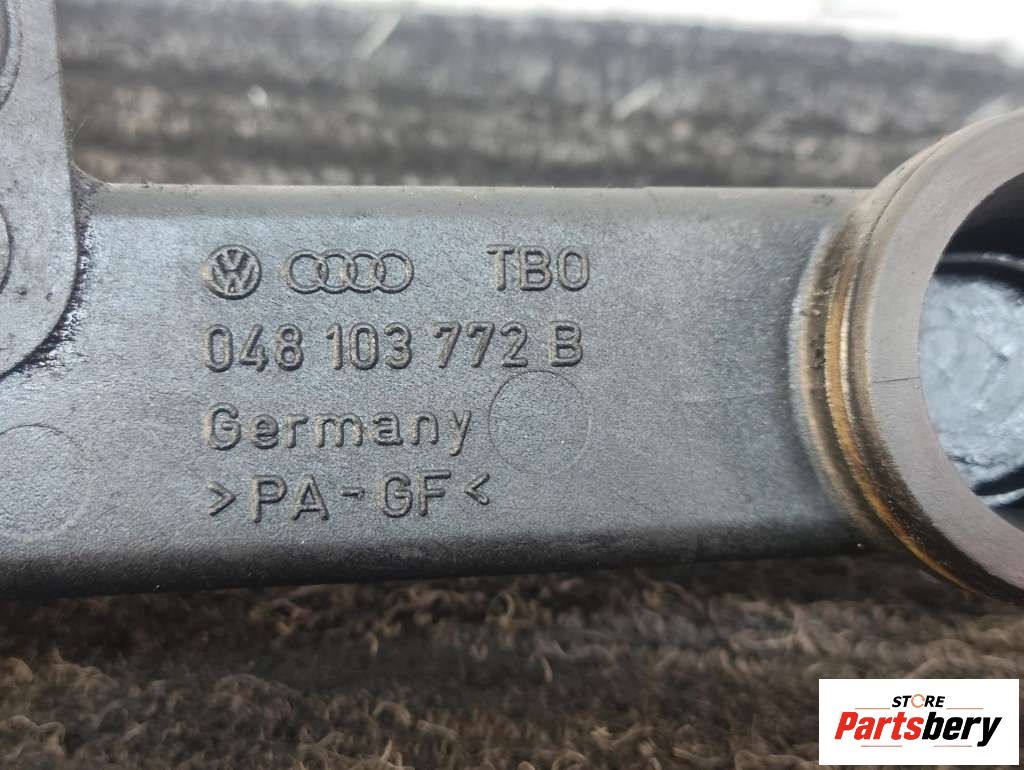 TBO
048 103 772 B
Germany
>PA-GF<
STORE
Partsbery